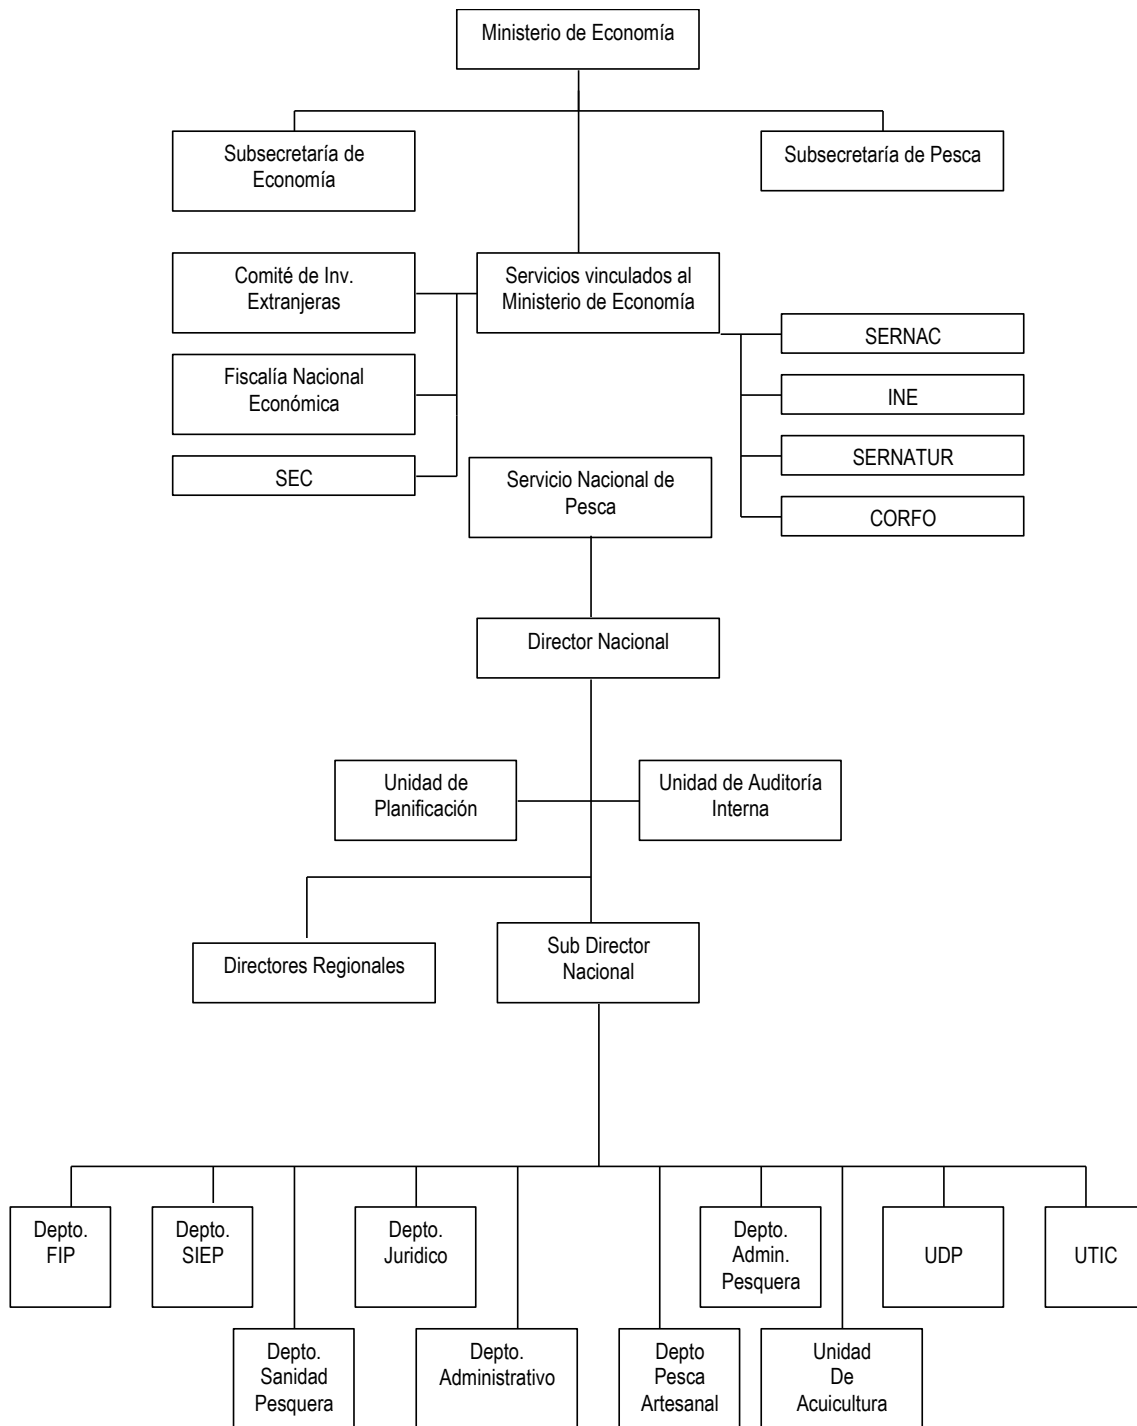 Ministerio de Economía
Subsecretaría de
Economía
Subsecretaría de Pesca
Comité de Inv.
Extranjeras
Servicios vinculados al
Ministerio de Economía
SERNAC
Fiscalía Nacional
Económica
INE
SERNATUR
SEC
Servicio Nacional de
Pesca
CORFO
Director Nacional
Unidad de
Planificación
Unidad de Auditoría
Interna
Directores Regionales
Sub Director
Nacional
Depto.
FIP
Depto.
SIEP
Depto.
Juridico
Depto.
Admin.
Pesquera
UDP
UTIC
Depto.
Sanidad
Pesquera
Depto.
Administrativo
Depto
Pesca
Artesanal
Unidad
De
Acuicultura